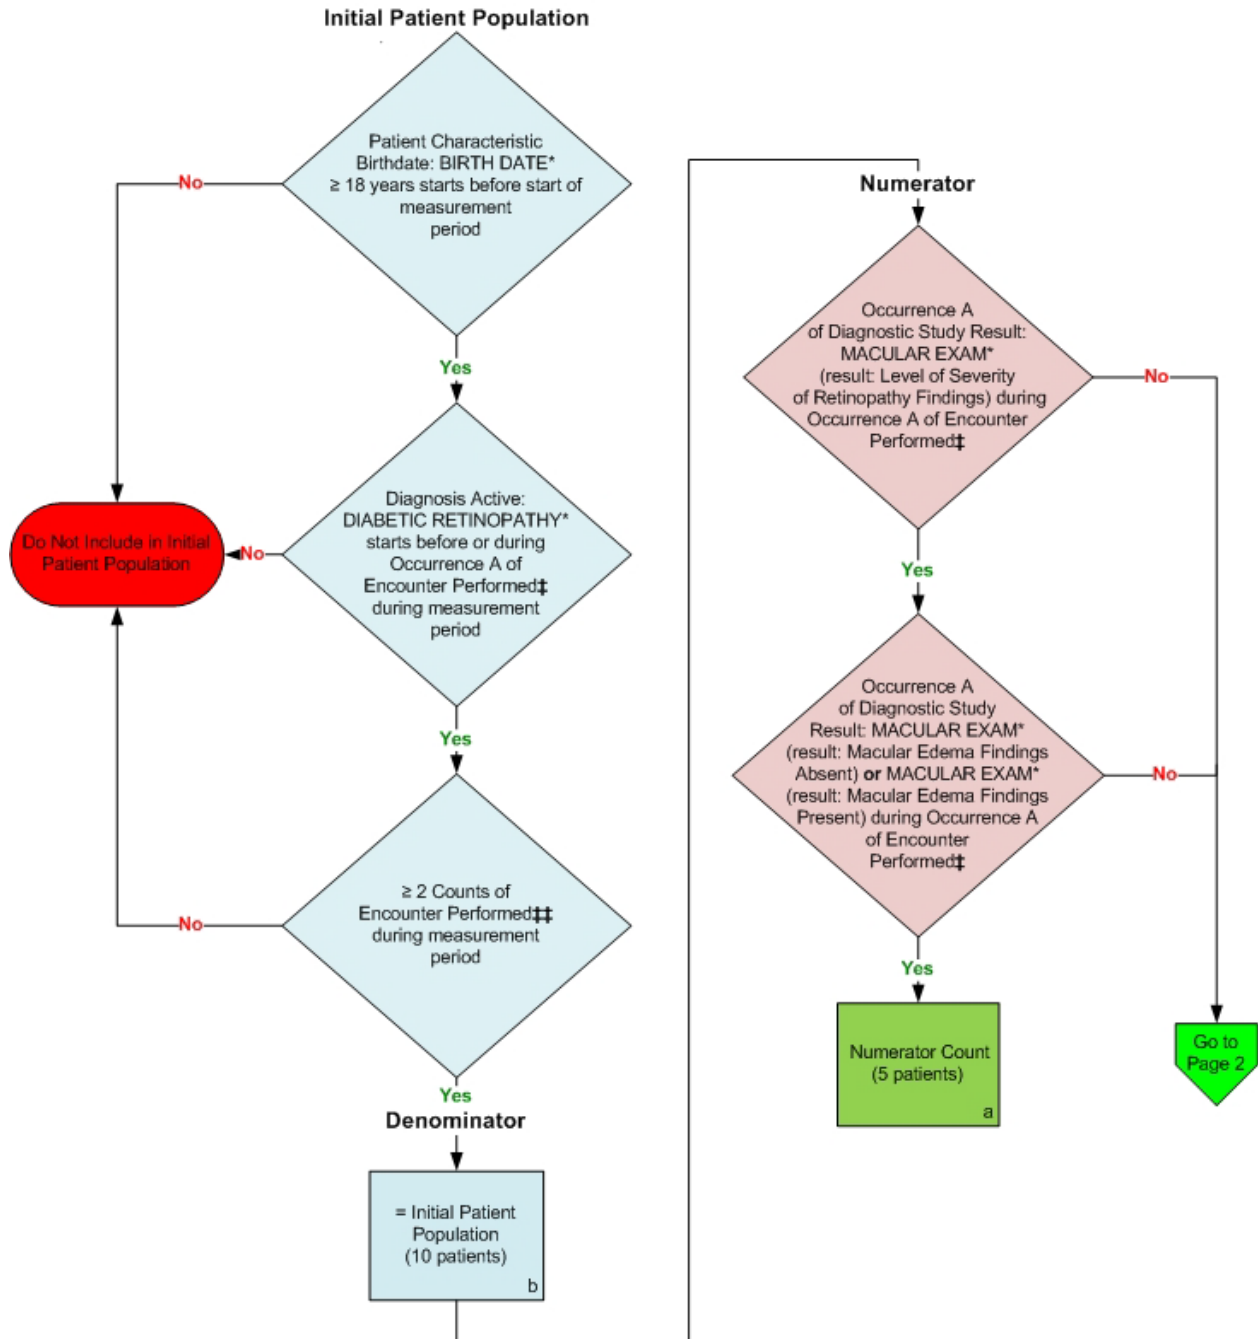 Initial Patient Population
Patient Characteristic
Birthdate: BIRTH DATE*
≥ 18 years starts before start of
measurement
period
No
Yes
Diagnosis Active:
DIABETIC RETINOPATHY*
starts before or during
Occurrence A of
Encounter Performed‡
during measurement
period
No
Do Not Include in Initial
Patient Population
Yes
≥ 2 Counts of
Encounter Performed‡‡
during measurement
period
No
Yes
Denominator
= Initial Patient
Population
(10 patients)
b
Numerator
Occurrence A
of Diagnostic Study Result:
MACULAR EXAM*
(result: Level of Severity
of Retinopathy Findings) during
Occurrence A of Encounter
Performed‡
No
Yes
Occurrence A
of Diagnostic Study
Result: MACULAR EXAM*
(result: Macular Edema Findings
Absent) or MACULAR EXAM*
(result: Macular Edema Findings
Present) during Occurrence A
of Encounter
Performed‡
No
Yes
Numerator Count
(5 patients)
a
Go to
Page 2